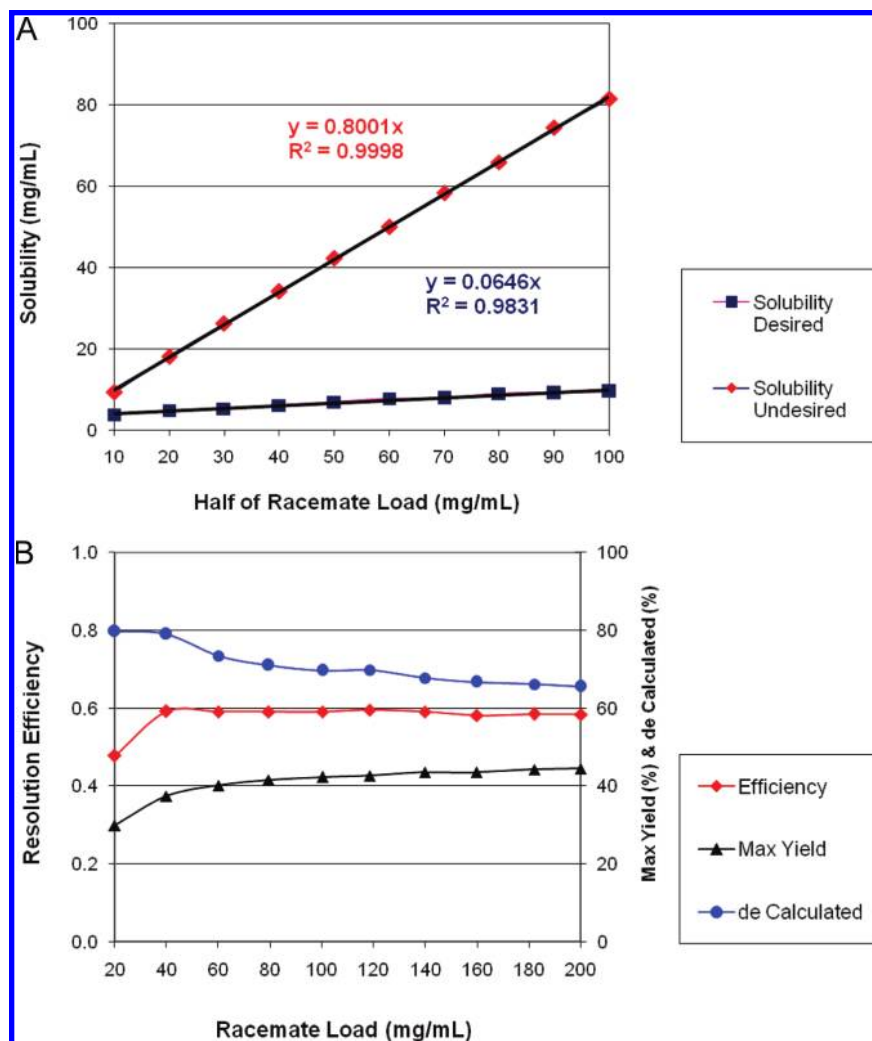 A
100
80
60
40
20
0
Solubility (mg/mL)
y = 0.8001x
R² = 0.9998
y = 0.0646x
R² = 0.9831
10 20 30 40 50 60 70 80 90 100
Half of Racemate Load (mg/mL)
Solubility
Desired
Solubility
Undesired
B
1.0
0.8
0.6
0.4
0.2
0.0
Resolution Efficiency
100
80
60
40
20
0
Max Yield (%) & de Calculated (%)
20 40 60 80 100 120 140 160 180 200
Racemate Load (mg/mL)
Efficiency
Max Yield
de Calculated